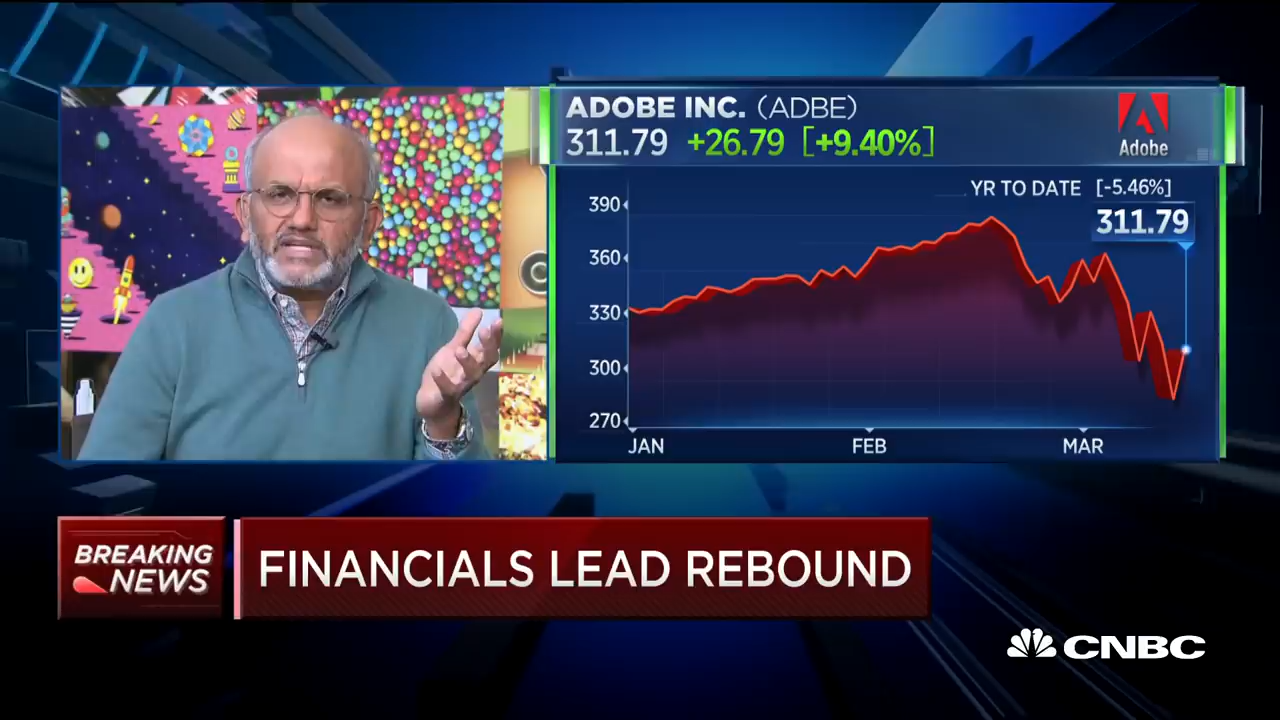 ADOBE INC. (ADBE)
311.79 +26.79 [+9.40%]
Adobe
YR TO DATE [-5.46%]
311.79
390
360
330
300
270
JAN FEB MAR
BREAKING NEWS
FINANCIALS LEAD REBOUND
CNBC